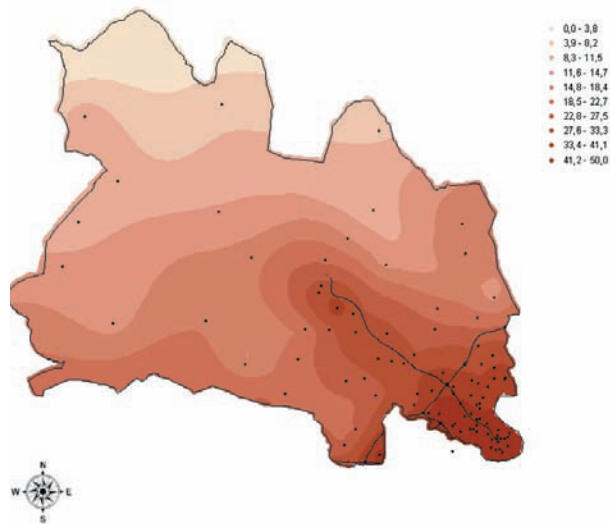 0,0 - 3,8
3,9 - 8,2
8,3 - 11,5
11,6 - 14,7
14,8 - 18,4
18,5 - 22,7
22,8 - 27,5
27,6 - 33,3
33,4 - 41,1
41,2 - 50,0
N
W E
S